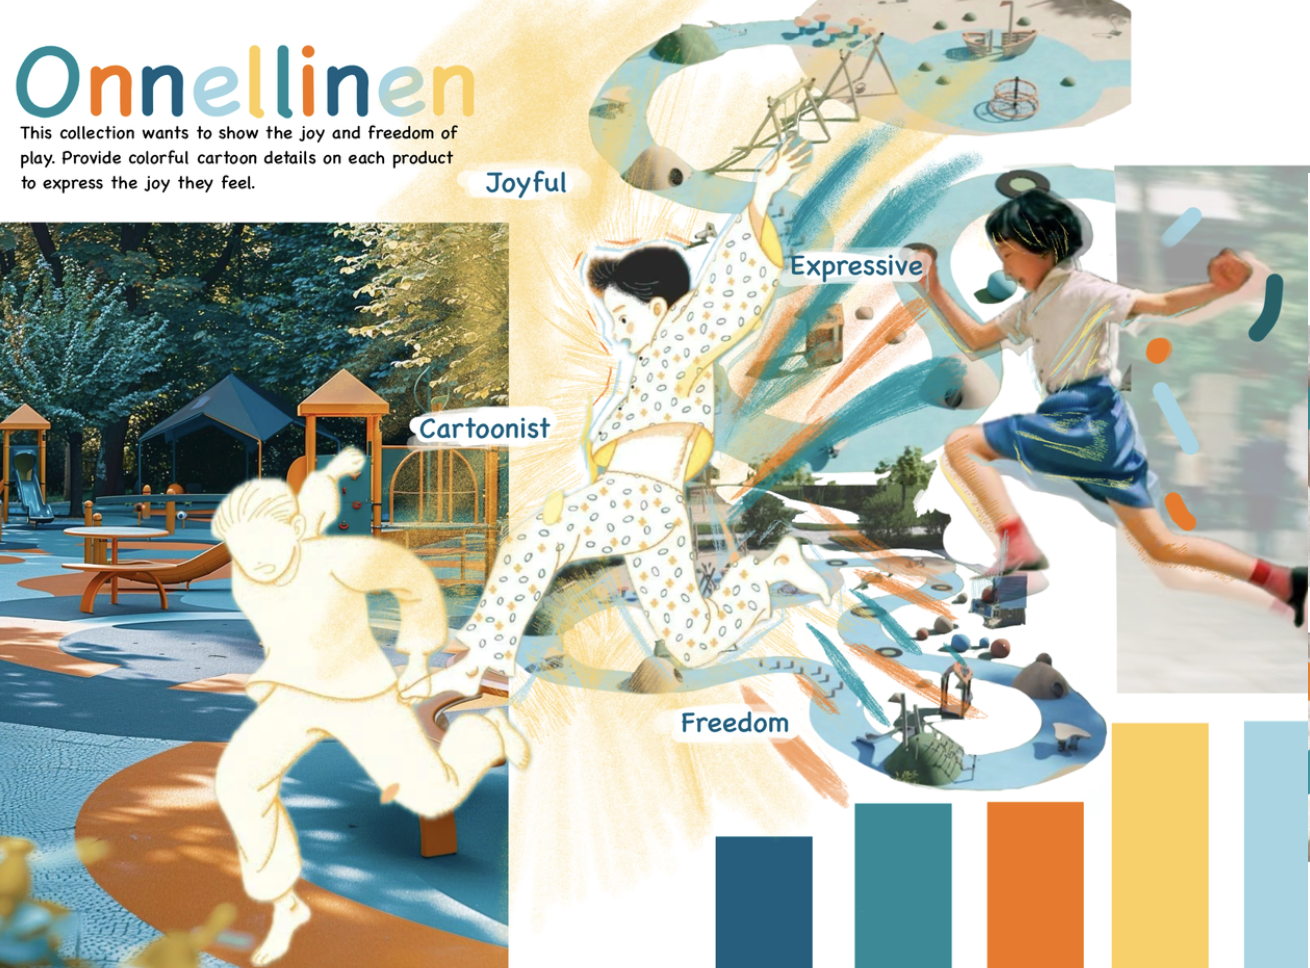 Onnellinen
This collection wants to show the joy and freedom of
play. Provide colorful cartoon details on each product
to express the joy they feel.
Joyful
Expressive
Cartoonist
Freedom